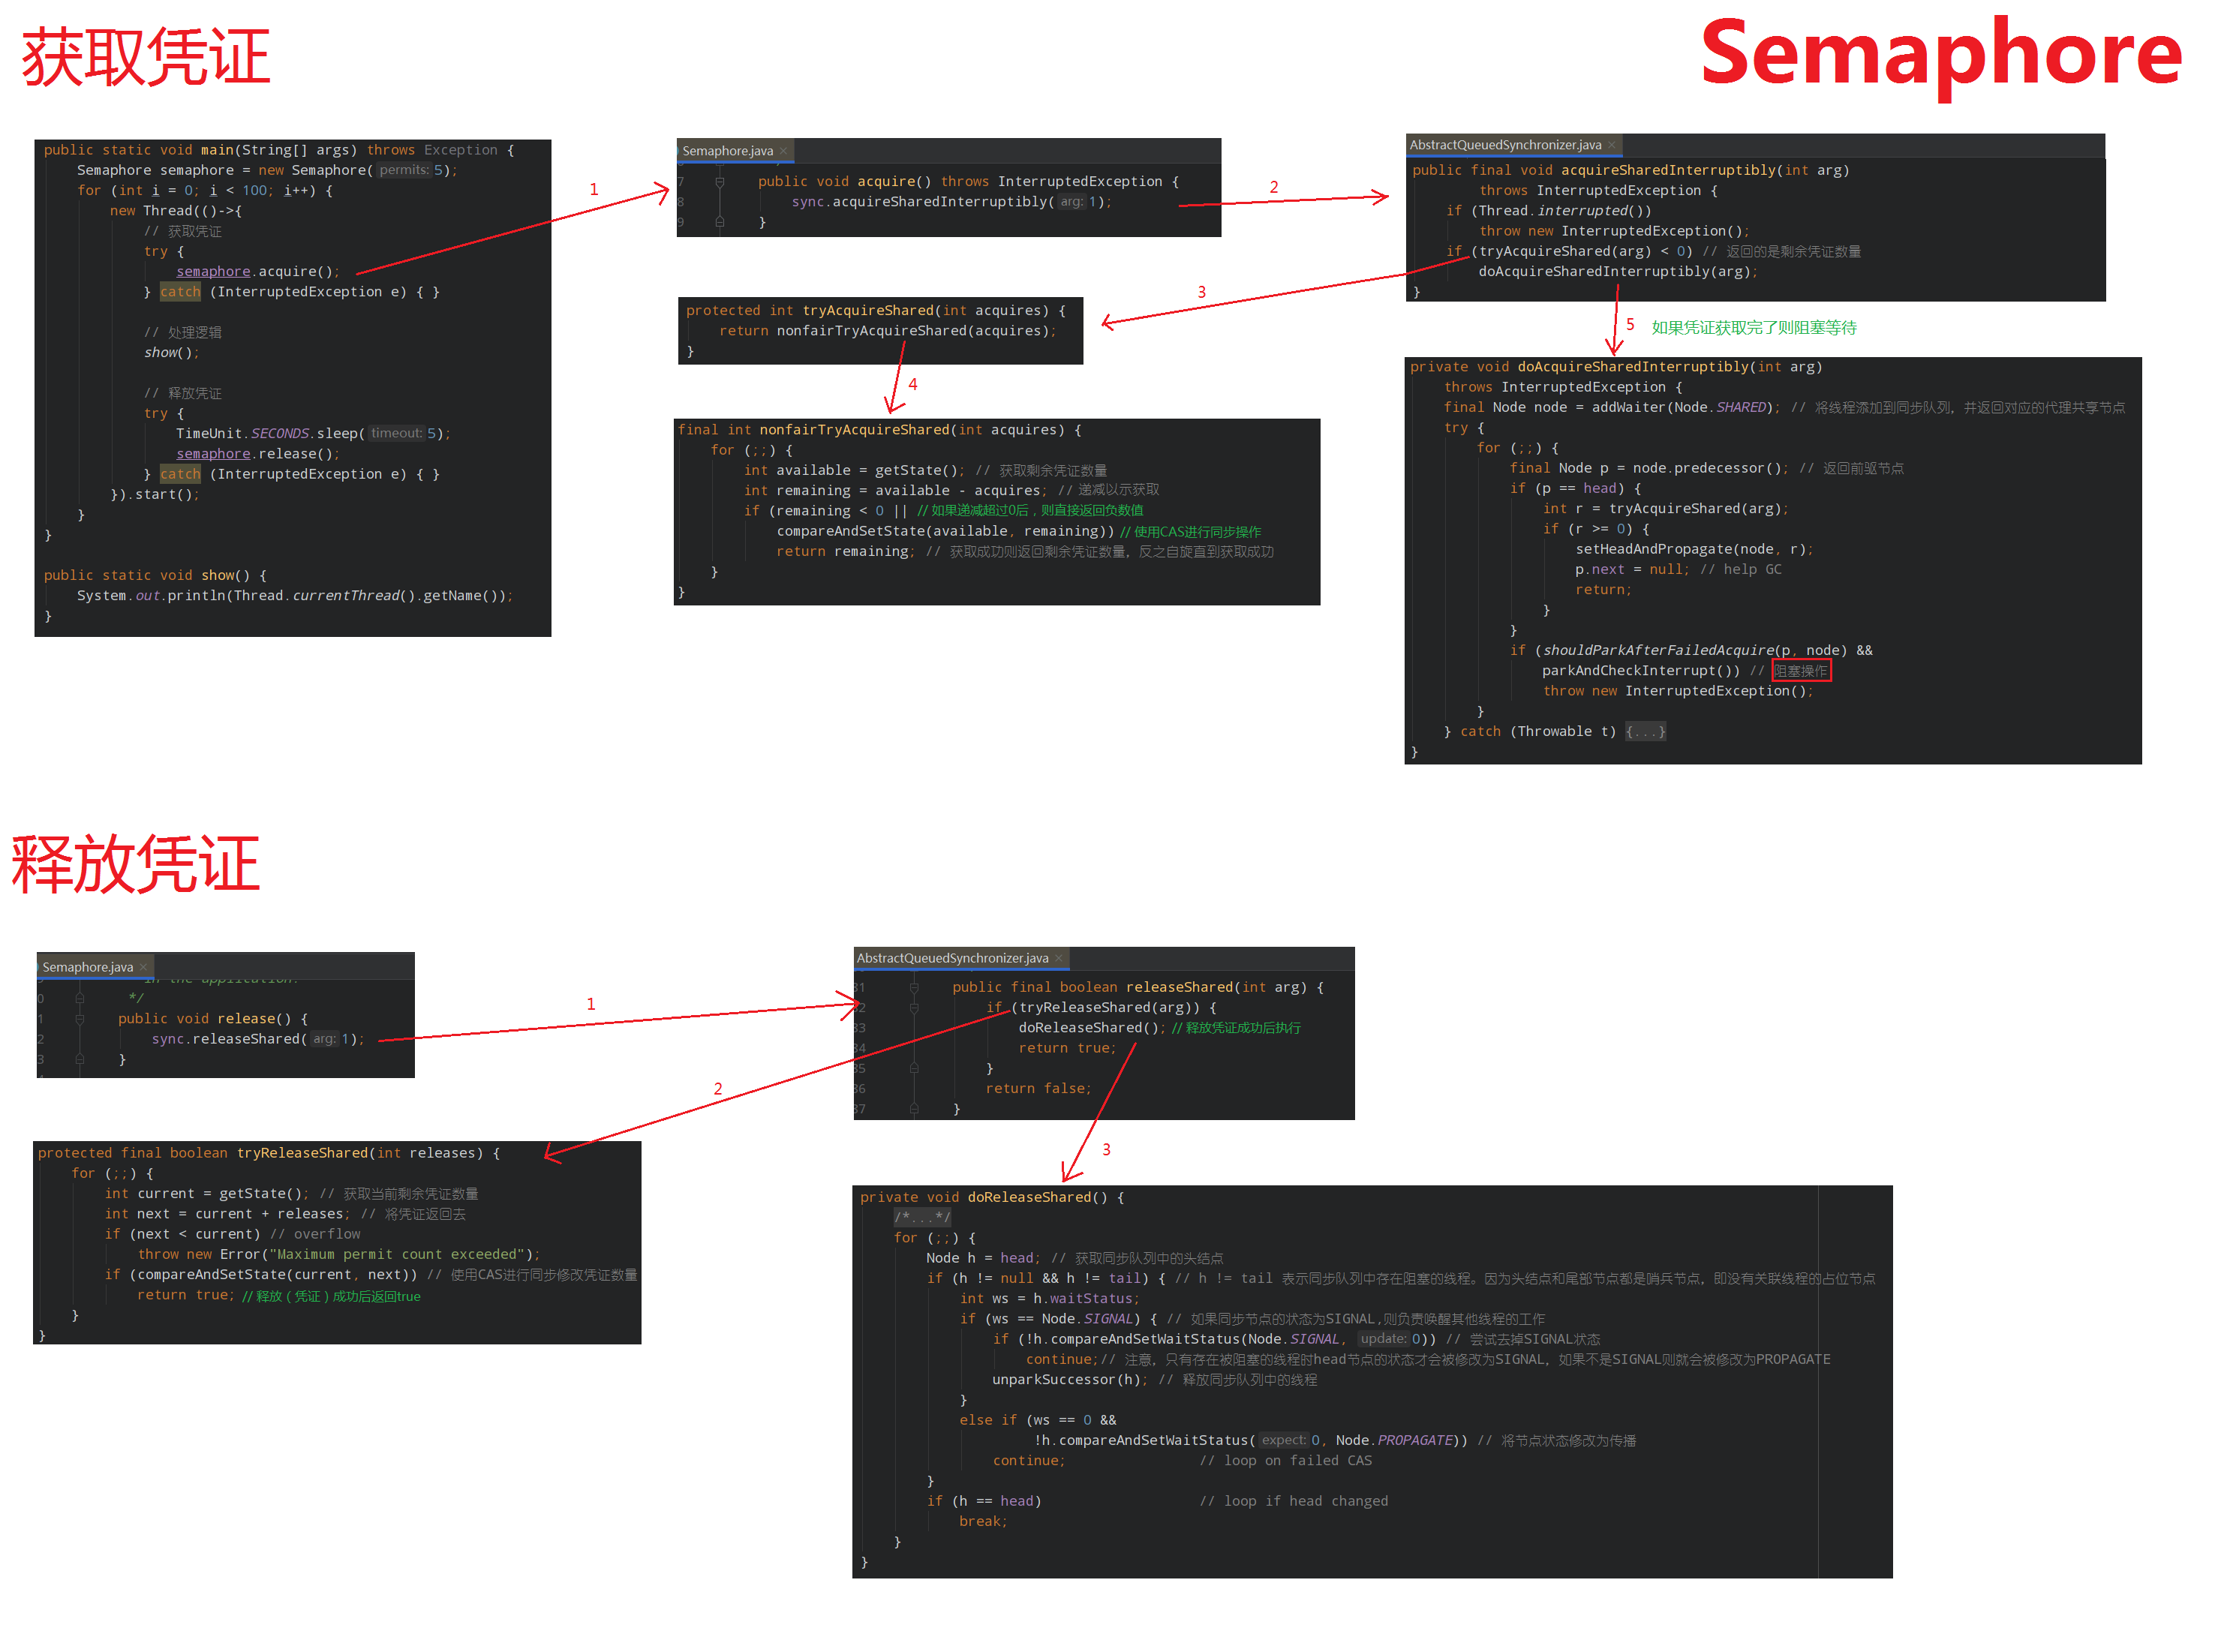 获取凭证
Semaphore
public static void main(String[] args) throws Exception {
Semaphore semaphore = new Semaphore( permits: 5);
for (int i = 0; i < 100; i++) {
new Thread(()->{
// 获取凭证
try {
semaphore.acquire();
} catch (InterruptedException e) { }
// 处理逻辑
show();
// 释放凭证
try {
TimeUnit.SECONDS.sleep( timeout: 5);
semaphore.release();
} catch (InterruptedException e) { }
}).start();
}
}
public static void show() {
System.out.println(Thread.currentThread().getName());
}
1
Semaphore.java
7 public void acquire() throws InterruptedException {
8 sync.acquireSharedInterruptibly( arg: 1);
9 }
2
AbstractQueuedSynchronizer.java
public final void acquireSharedInterruptibly(int arg)
throws InterruptedException {
if (Thread.interrupted())
throw new InterruptedException();
if (tryAcquireShared(arg) < 0) // 返回的是剩余凭证数量
doAcquireSharedInterruptibly(arg);
}
3
protected int tryAcquireShared(int acquires) {
return nonfairTryAcquireShared(acquires);
}
4
final int nonfairTryAcquireShared(int acquires) {
for (;;) {
int available = getState(); // 获取剩余凭证数量
int remaining = available - acquires; // 递减以示获取
if (remaining < 0 || // 如果递减超过0后，则直接返回负数值
compareAndSetState(available, remaining)) // 使用CAS进行同步操作
return remaining; // 获取成功则返回剩余凭证数量，反之自旋直到获取成功
}
}
5 如果凭证获取完了则阻塞等待
private void doAcquireSharedInterruptibly(int arg)
throws InterruptedException {
final Node node = addWaiter(Node.SHARED); // 将线程添加到同步队列，并返回对应的代理共享节点
try {
for (;;) {
final Node p = node.predecessor(); // 返回前驱节点
if (p == head) {
int r = tryAcquireShared(arg);
if (r >= 0) {
setHeadAndPropagate(node, r);
p.next = null; // help GC
return;
}
}
if (shouldParkAfterFailedAcquire(p, node) &&
parkAndCheckInterrupt()) // 阻塞操作
throw new InterruptedException();
}
} catch (Throwable t) {...}
}
释放凭证
Semaphore.java
in the application.
0 */
1 public void release() {
2 sync.releaseShared( arg: 1);
3 }
1
AbstractQueuedSynchronizer.java
31 public final boolean releaseShared(int arg) {
32 if (tryReleaseShared(arg)) {
33 doReleaseShared(); // 释放凭证成功后执行
34 return true;
35 }
36 return false;
37 }
2
protected final boolean tryReleaseShared(int releases) {
for (;;) {
int current = getState(); // 获取当前剩余凭证数量
int next = current + releases; // 将凭证返回去
if (next < current) // overflow
throw new Error("Maximum permit count exceeded");
if (compareAndSetState(current, next)) // 使用CAS进行同步修改凭证数量
return true; // 释放（凭证）成功后返回true
}
}
3
private void doReleaseShared() {
/*...*/
for (;;) {
Node h = head; // 获取同步队列中的头结点
if (h != null && h != tail) { // h != tail 表示同步队列中存在阻塞的线程。因为头结点和尾部节点都是哨兵节点，即没有关联线程的占位节点
int ws = h.waitStatus;
if (ws == Node.SIGNAL) { // 如果同步节点的状态为SIGNAL,则负责唤醒其他线程的工作
if (!h.compareAndSetWaitStatus(Node.SIGNAL, update: 0)) // 尝试去掉SIGNAL状态
continue;// 注意，只有存在被阻塞的线程时head节点的状态才会被修改为SIGNAL，如果不是SIGNAL则就会被修改为PROPAGATE
unparkSuccessor(h); // 释放同步队列中的线程
}
else if (ws == 0 &&
!h.compareAndSetWaitStatus( expect: 0, Node.PROPAGATE)) // 将节点状态修改为传播
continue; // loop on failed CAS
}
if (h == head) // loop if head changed
break;
}
}